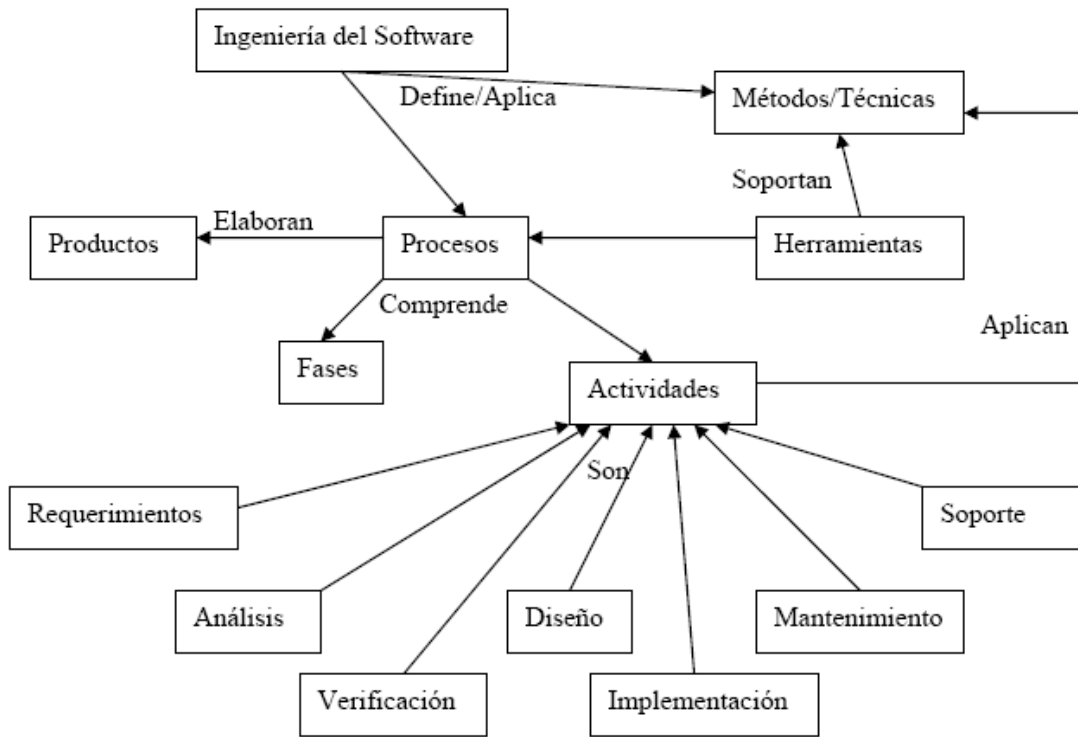 Ingeniería del Software
Define/Aplica
Métodos/Técnicas
Soportan
Productos
Elaboran
Procesos
Herramientas
Comprende
Aplican
Fases
Actividades
Son
Requerimientos
Soporte
Análisis
Diseño
Mantenimiento
Verificación
Implementación